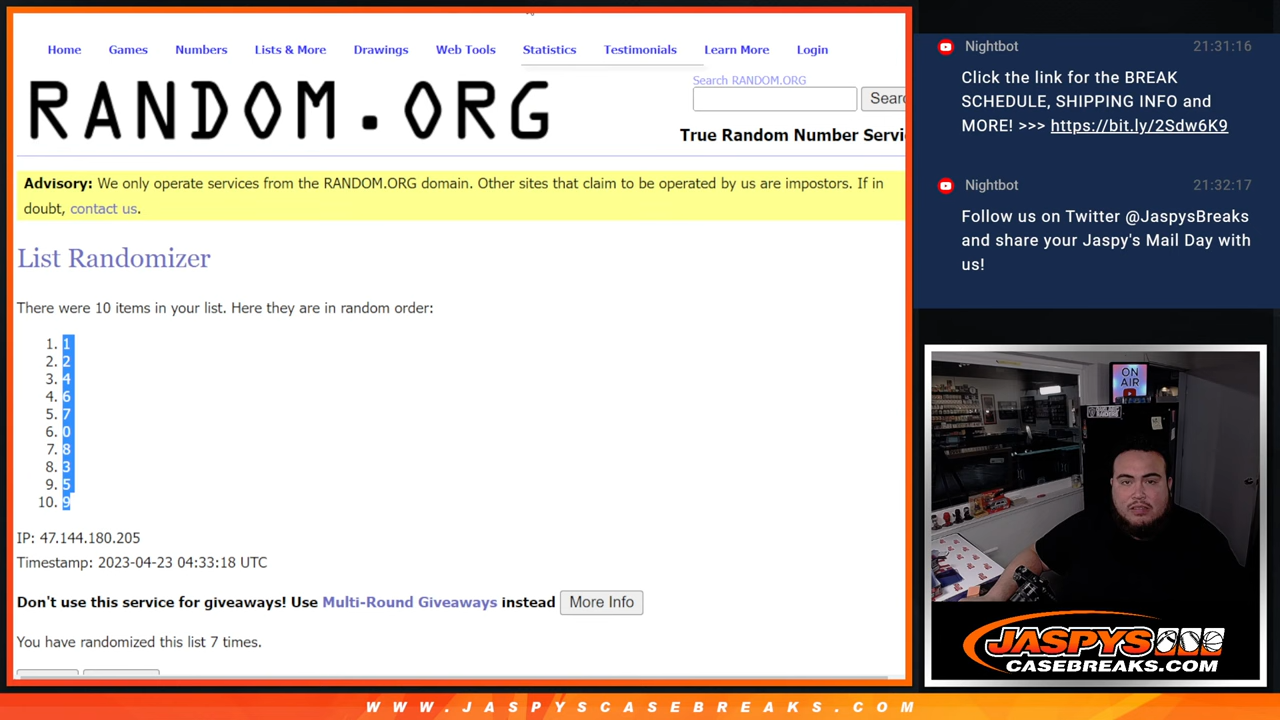 Home Games Numbers Lists & More Drawings Web Tools Statistics Testimonials Learn More Login
RANDOM.ORG
Search RANDOM.ORG
True Random Number Servi
Advisory: We only operate services from the RANDOM.ORG domain. Other sites that claim to be operated by us are impostors. If in
doubt, contact us.
List Randomizer
There were 10 items in your list. Here they are in random order:
1. 1
2. 2
3. 4
4. 6
5. 7
6. 0
7. 8
8. 3
9. 5
10. 9
IP: 47.144.180.205
Timestamp: 2023-04-23 04:33:18 UTC
Don't use this service for giveaways! Use Multi-Round Giveaways instead More Info
You have randomized this list 7 times.
Nightbot 21:31:16
Click the link for the BREAK
SCHEDULE, SHIPPING INFO and
MORE! >>> https://bit.ly/2Sdw6K9
Nightbot 21:32:17
Follow us on Twitter @JaspysBreaks
and share your Jaspy's Mail Day with
us!
ON
AIR
JASPYS
CASEBREAKS.COM
WWW.JASPYSCASEBREAKS.COM